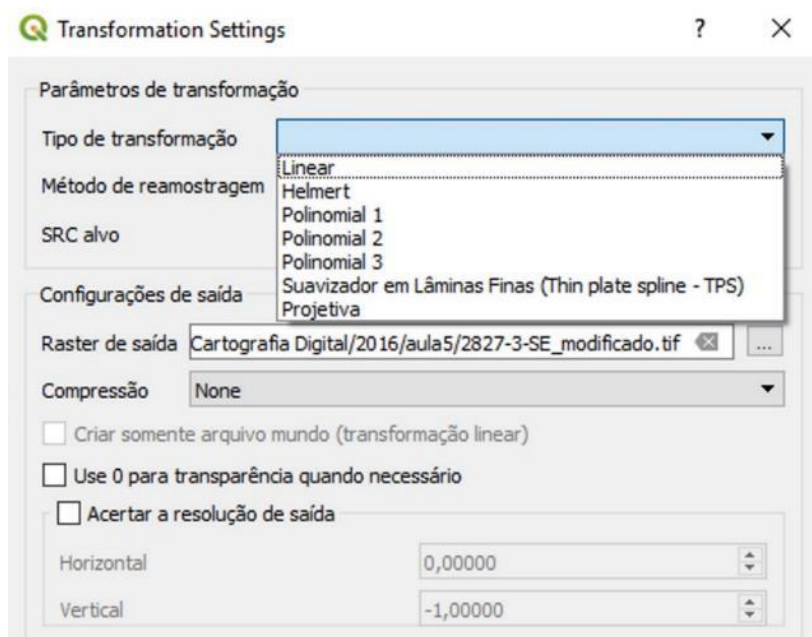 Transformation Settings ? ×
Parâmetros de transformação
Tipo de transformação
Linear
Método de reamostragem
Helmert
Polinomial 1
SRC alvo
Polinomial 2
Polinomial 3
Suavizador em Lâminas Finas (Thin plate spline - TPS)
Configurações de saída
Projetiva
Raster de saída Cartografia Digital/2016/aula5/2827-3-SE_modificado.tif ...
Compressão None
Criar somente arquivo mundo (transformação linear)
Use 0 para transparência quando necessário
Acertar a resolução de saída
Horizontal 0,00000
Vertical -1,00000